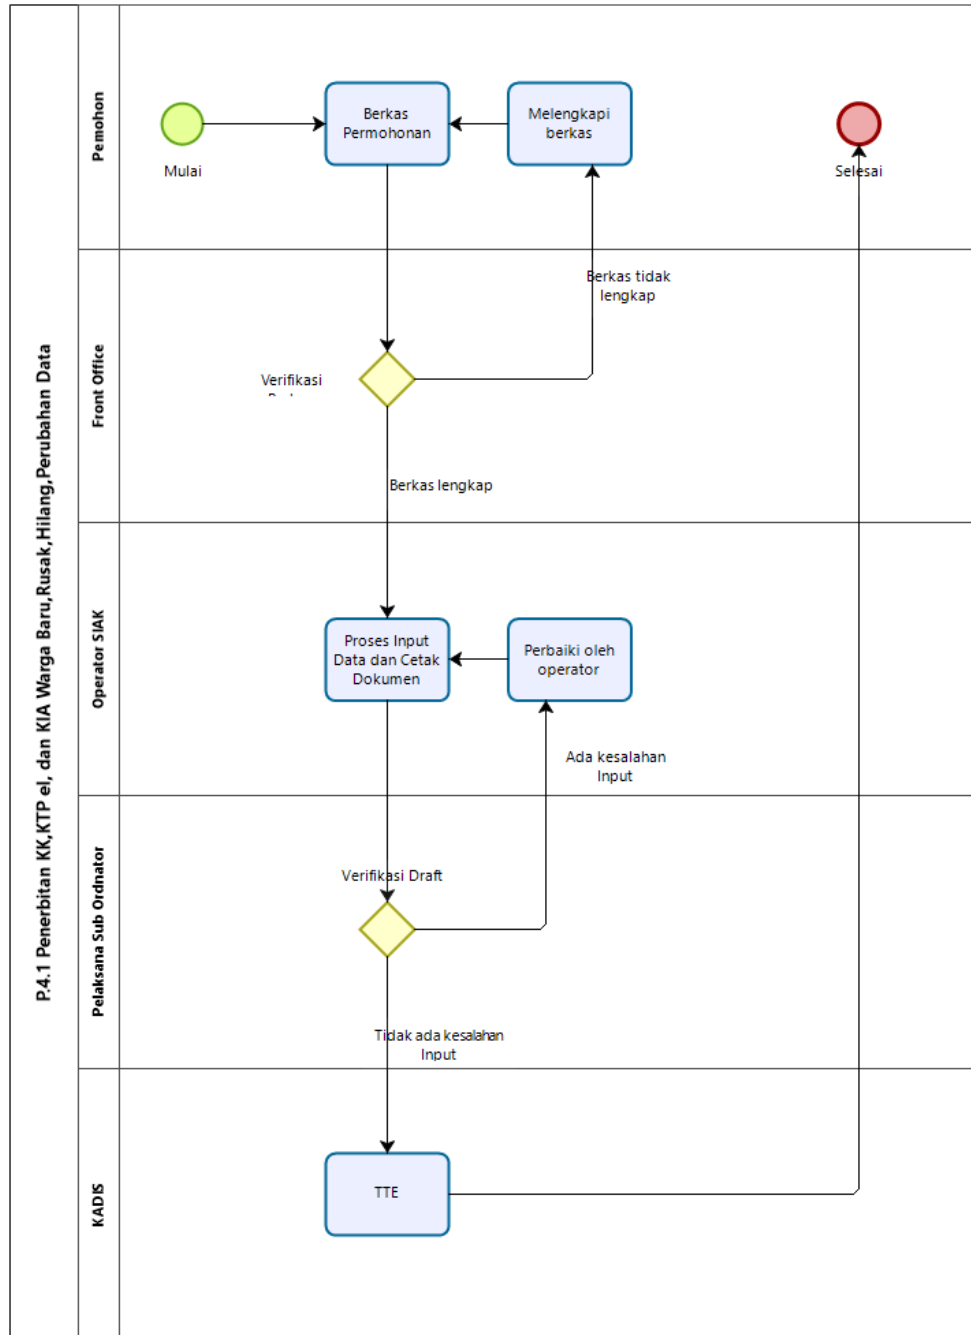 P.4.1 Penerbitan KK,KTP el, dan KIA Warga Baru,Rusak,Hilang,Perubahan Data
Pemohon
Mulai
Berkas
Permohonan
Melengkapi
berkas
Selesai
Front Office
Berkas tidak
lengkap
Verifikasi
Berkas lengkap
Operator SIAK
Proses Input
Data dan Cetak
Dokumen
Perbaiki oleh
operator
Ada kesalahan
Input
Pelaksana Sub Ordnator
Verifikasi Draft
Tidak ada kesalahan
Input
KADIS
TTE